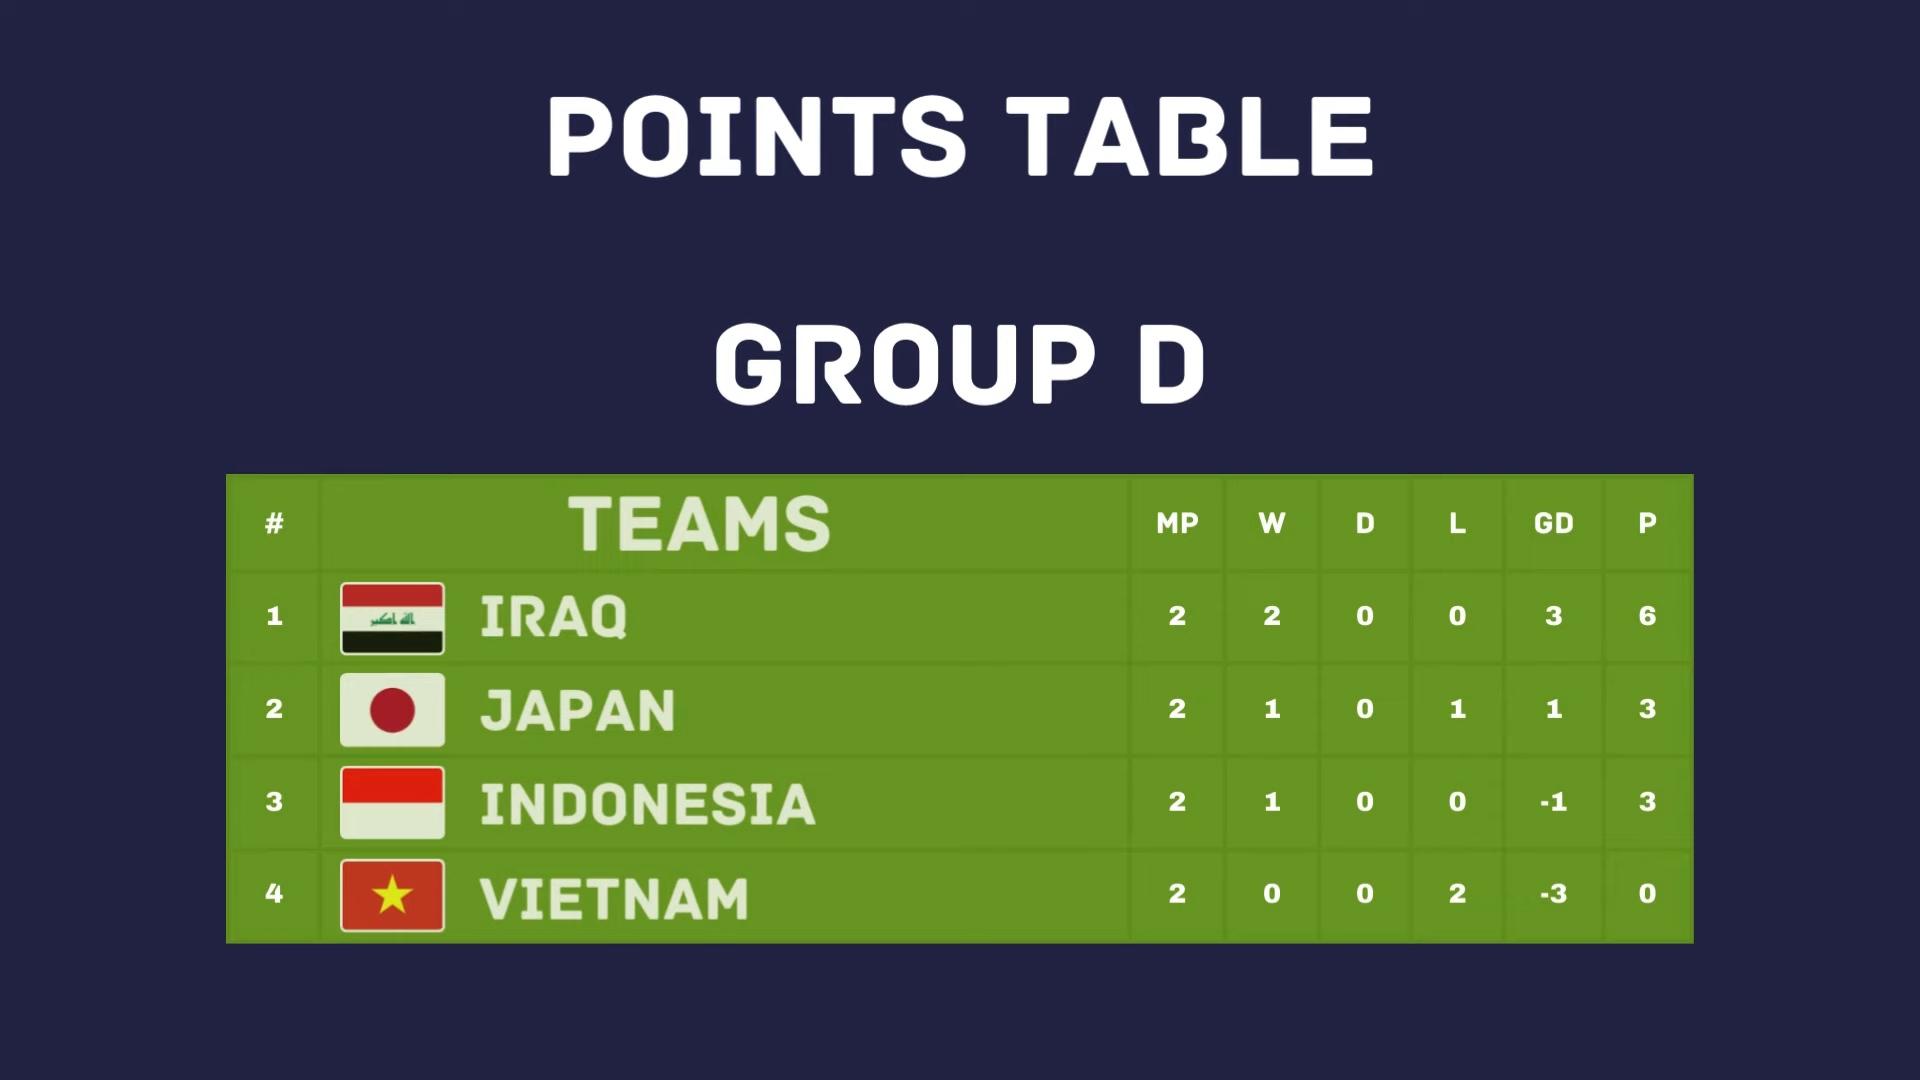 POINTS TABLE
GROUP D
# TEAMS MP W D L GD P
1 الله اكبر IRAQ 2 2 0 0 3 6
2 JAPAN 2 1 0 1 1 3
3 INDONESIA 2 1 0 0 -1 3
4 VIETNAM 2 0 0 2 -3 0